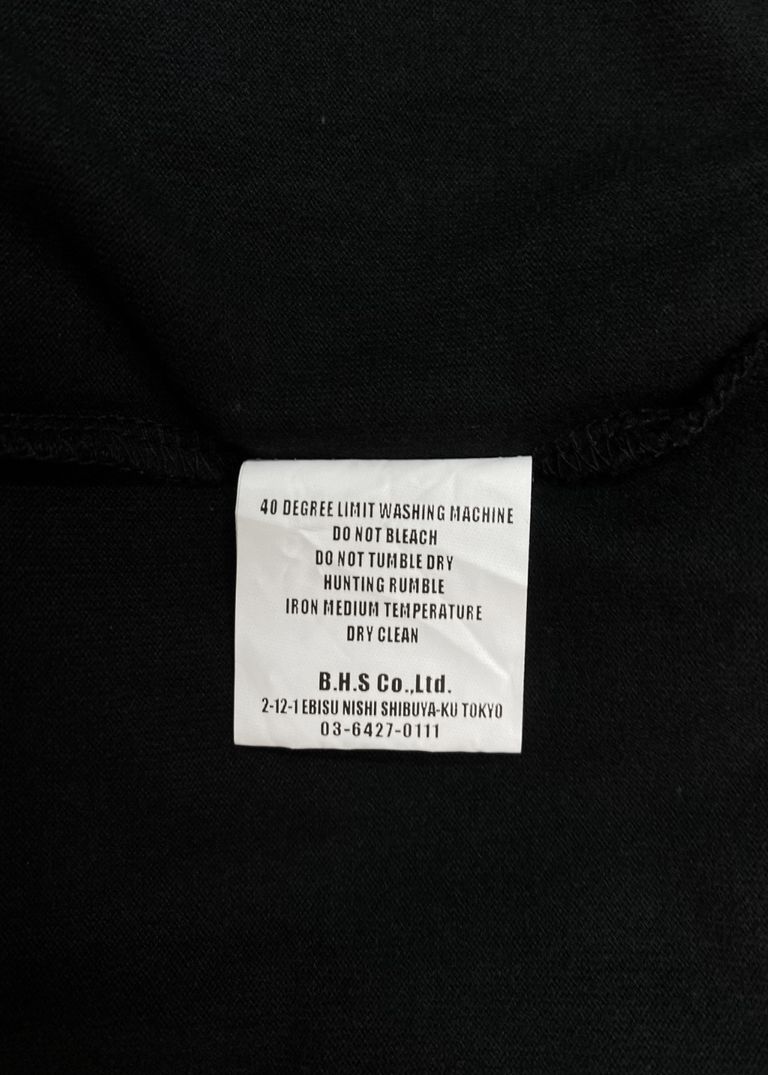 40 DEGREE LIMIT WASHING MACHINE
DO NOT BLEACH
DO NOT TUMBLE DRY
HUNTING RUMBLE
IRON MEDIUM TEMPERATURE
DRY CLEAN
B.H.S Co.,Ltd.
2-12-1 EBISU NISHI SHIBUYA-KU TOKYO
03-6427-0111